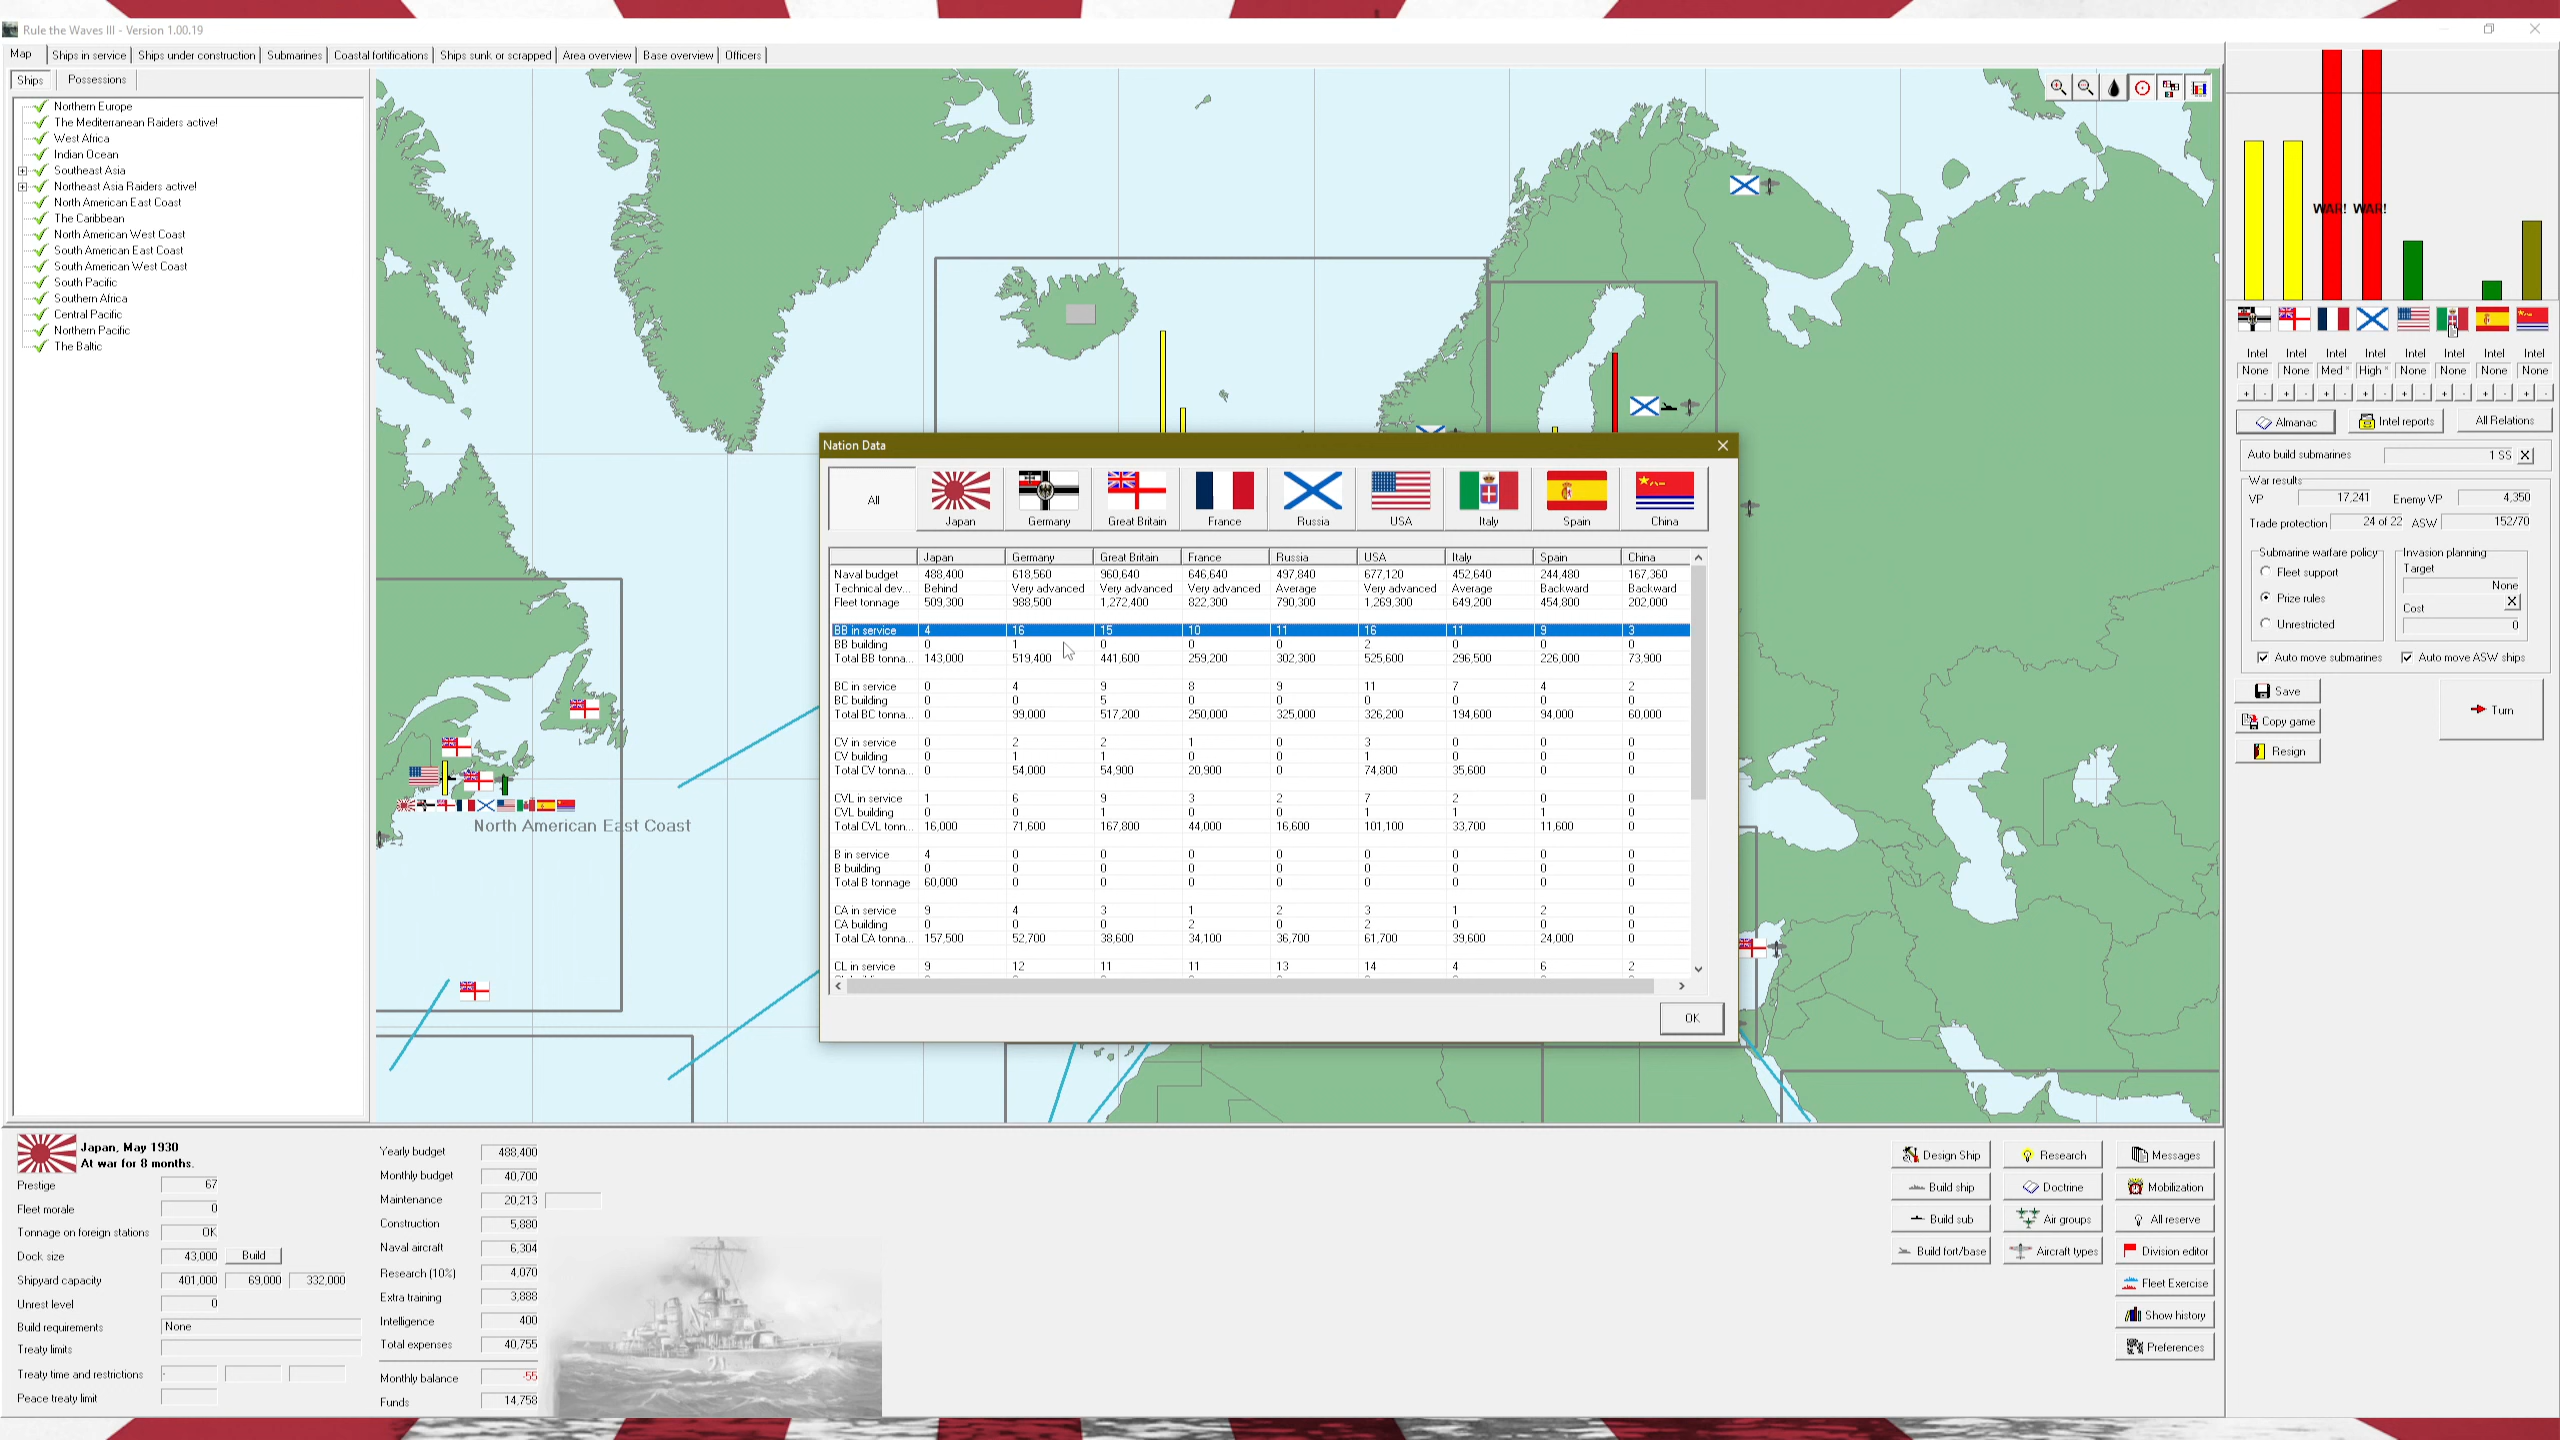 Rule the Waves III - Version 1.00.19
Map Ships in service Ships under construction Submarines Coastal fortifications Ships sunk or scrapped Area overview Base overview Officers
Ships Possessions
Northern Europe
The Mediterranean Raiders active!
West Africa
Indian Ocean
Southeast Asia
Northeast Asia Raiders active!
North American East Coast
The Caribbean
North American West Coast
South American East Coast
South American West Coast
South Pacific
Southern Africa
Central Pacific
Northern Pacific
The Baltic
North American East Coast
Nation Data
All Japan Germany Great Britain France Russia USA Italy Spain China
Japan Germany Great Britain France Russia USA Italy Spain China
Naval budget 488,400 618,560 960,640 646,640 497,840 677,120 452,640 244,480 167,360
Technical dev... Behind Very advanced Very advanced Very advanced Average Very advanced Average Backward Backward
Fleet tonnage 509,300 988,500 1,272,400 822,300 790,300 1,269,300 649,200 454,800 202,000
BB in service 4 16 15 10 11 16 11 9 3
BB building 0 1 0 0 0 2 0 0 0
Total BB tonna... 143,000 519,400 441,600 259,200 302,300 525,600 296,500 226,000 73,900
BC in service 0 4 9 8 9 11 7 4 2
BC building 0 0 5 0 0 0 0 0 0
Total BC tonna... 0 99,000 517,200 250,000 325,000 326,200 194,600 94,000 60,000
CV in service 0 2 2 1 0 3 0 0 0
CV building 0 1 1 0 0 1 0 0 0
Total CV tonna... 0 54,000 54,900 20,900 0 74,800 35,600 0 0
CVL in service 1 6 9 3 2 7 2 0 0
CVL building 0 0 1 0 0 1 1 1 0
Total CVL tonn... 16,000 71,600 167,800 44,000 16,600 101,100 33,700 11,600 0
B in service 4 0 0 0 0 0 0 0 0
B building 0 0 0 0 0 0 0 0 0
Total B tonnage 60,000 0 0 0 0 0 0 0 0
CA in service 9 4 3 1 2 3 1 2 0
CA building 0 0 0 2 0 2 0 0 0
Total CA tonna... 157,500 52,700 38,600 34,100 36,700 61,700 39,600 24,000 0
CL in service 9 12 11 11 13 14 4 6 2
OK
WAR! WAR!
Intel Intel Intel Intel Intel Intel Intel Intel
None None Med * High * None None None None
+ - + - + - + - + - + - + - + -
Almanac Intel reports All Relations
Auto build submarines 1 SS X
War results
VP 17,241 Enemy VP 4,350
Trade protection 24 of 22 ASW 152/70
Submarine warfare policy Invasion planning
Fleet support Target
None
Prize rules Cost X
Unrestricted 0
Auto move submarines Auto move ASW ships
Save
Copy game Turn
Resign
Japan, May 1930
At war for 8 months.
Prestige 67
Fleet morale 0
Tonnage on foreign stations OK
Dock size 43,000 Build
Shipyard capacity 401,000 69,000 332,000
Unrest level 0
Build requirements None
Treaty limits
Treaty time and restrictions -
Peace treaty limit
Yearly budget 488,400
Monthly budget 40,700
Maintenance 20,213
Construction 5,880
Naval aircraft 6,304
Research (10%) 4,070
Extra training 3,888
Intelligence 400
Total expenses 40,755
Monthly balance -55
Funds 14,758
71
Design Ship Research Messages
Build ship Doctrine Mobilization
Build sub Air groups All reserve
Build fort/base Aircraft types Division editor
Fleet Exercise
Show history
Preferences